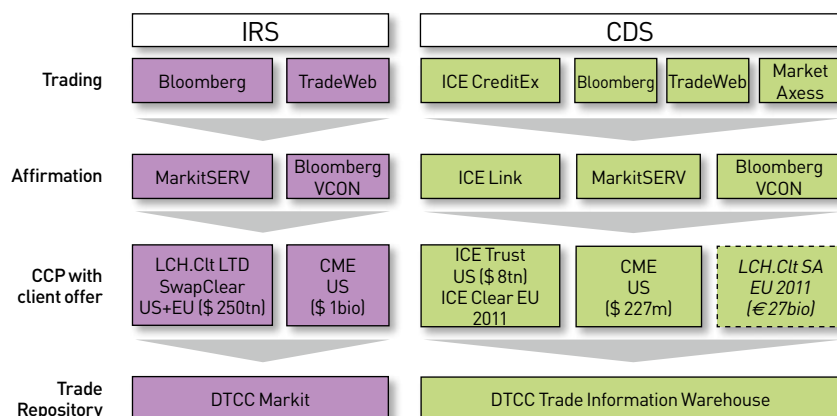 IRS
CDS
Trading
Bloomberg
TradeWeb
ICE CreditEx
Bloomberg
TradeWeb
Market
Axess
Affirmation
MarkitSERV
Bloomberg
VCON
ICE Link
MarkitSERV
Bloomberg
VCON
CCP with
client offer
LCH.Clt LTD
SwapClear
US+EU ($ 250tn)
CME
US
($ 1bio)
ICE Trust
US ($ 8tn)
ICE Clear EU
2011
CME
US
($ 227m)
LCH.Clt SA
EU 2011
(€ 27bio)
Trade
Repository
DTCC Markit
DTCC Trade Information Warehouse